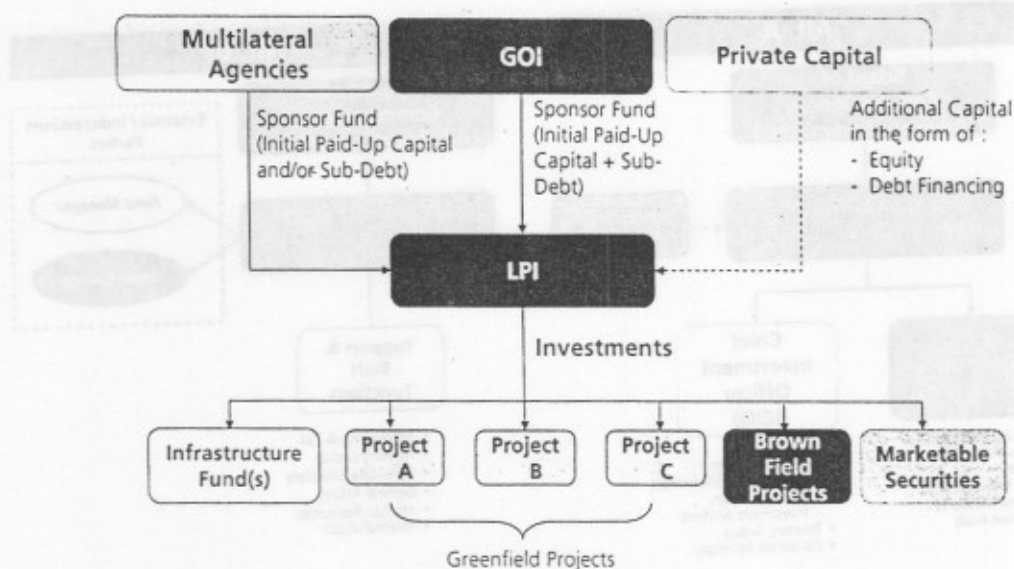 Multilateral
Agencies
GOI
Private Capital
Sponsor Fund
(Initial Paid-Up Capital
and/or Sub-Debt)
Sponsor Fund
(Initial Paid-Up
Capital + Sub-
Debt)
Additional Capital
in the form of :
- Equity
- Debt Financing
LPI
Investments
Infrastructure
Fund(s)
Project
A
Project
B
Project
C
Brown
Field
Projects
Marketable
Securities
Greenfield Projects